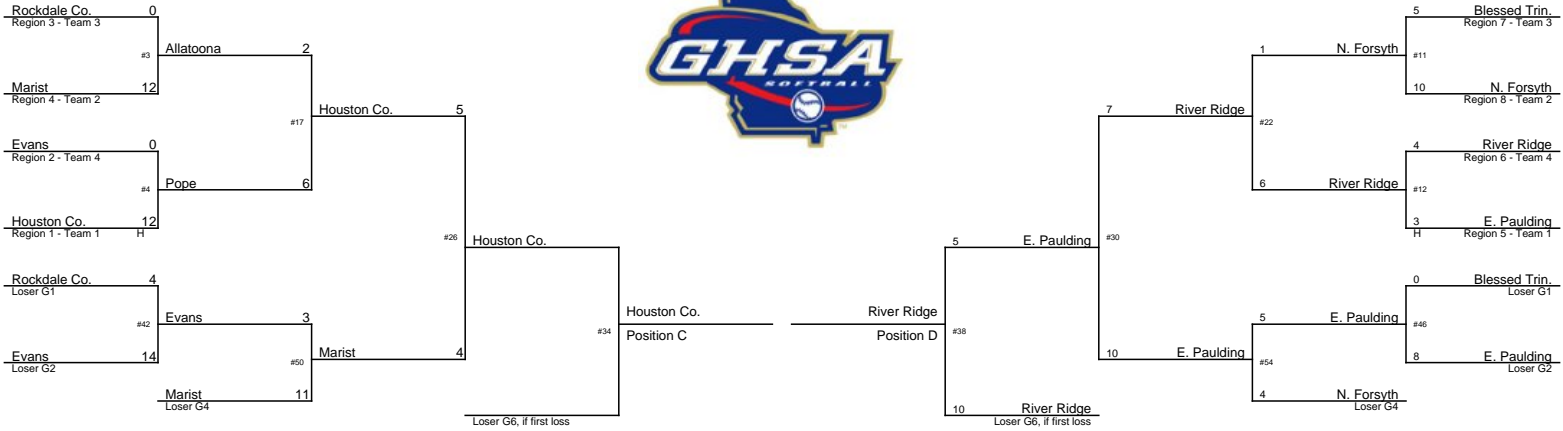 Rockdale Co. 0
Region 3 - Team 3
#3
Allatoona 2
Marist 12
Region 4 - Team 2
#17
Houston Co. 5
Evans 0
Region 2 - Team 4
#4
Pope 6
Houston Co. 12
Region 1 - Team 1 H
#26
Houston Co.
Rockdale Co. 4
Loser G1
#42
Evans 3
Evans 14
Loser G2
#50
Marist 4
Marist 11
Loser G4
#34
Houston Co.
Position C
Loser G6, if first loss
GHSA
SOFTBALL
TM
5 Blessed Trin.
Region 7 - Team 3
#11
1 N. Forsyth
10 N. Forsyth
Region 8 - Team 2
#22
7 River Ridge
4 River Ridge
Region 6 - Team 4
#12
6 River Ridge
3 E. Paulding
H Region 5 - Team 1
#30
5 E. Paulding
0 Blessed Trin.
Loser G1
#46
5 E. Paulding
8 E. Paulding
Loser G2
#54
10 E. Paulding
4 N. Forsyth
Loser G4
#38
River Ridge
Position D
10 River Ridge
Loser G6, if first loss